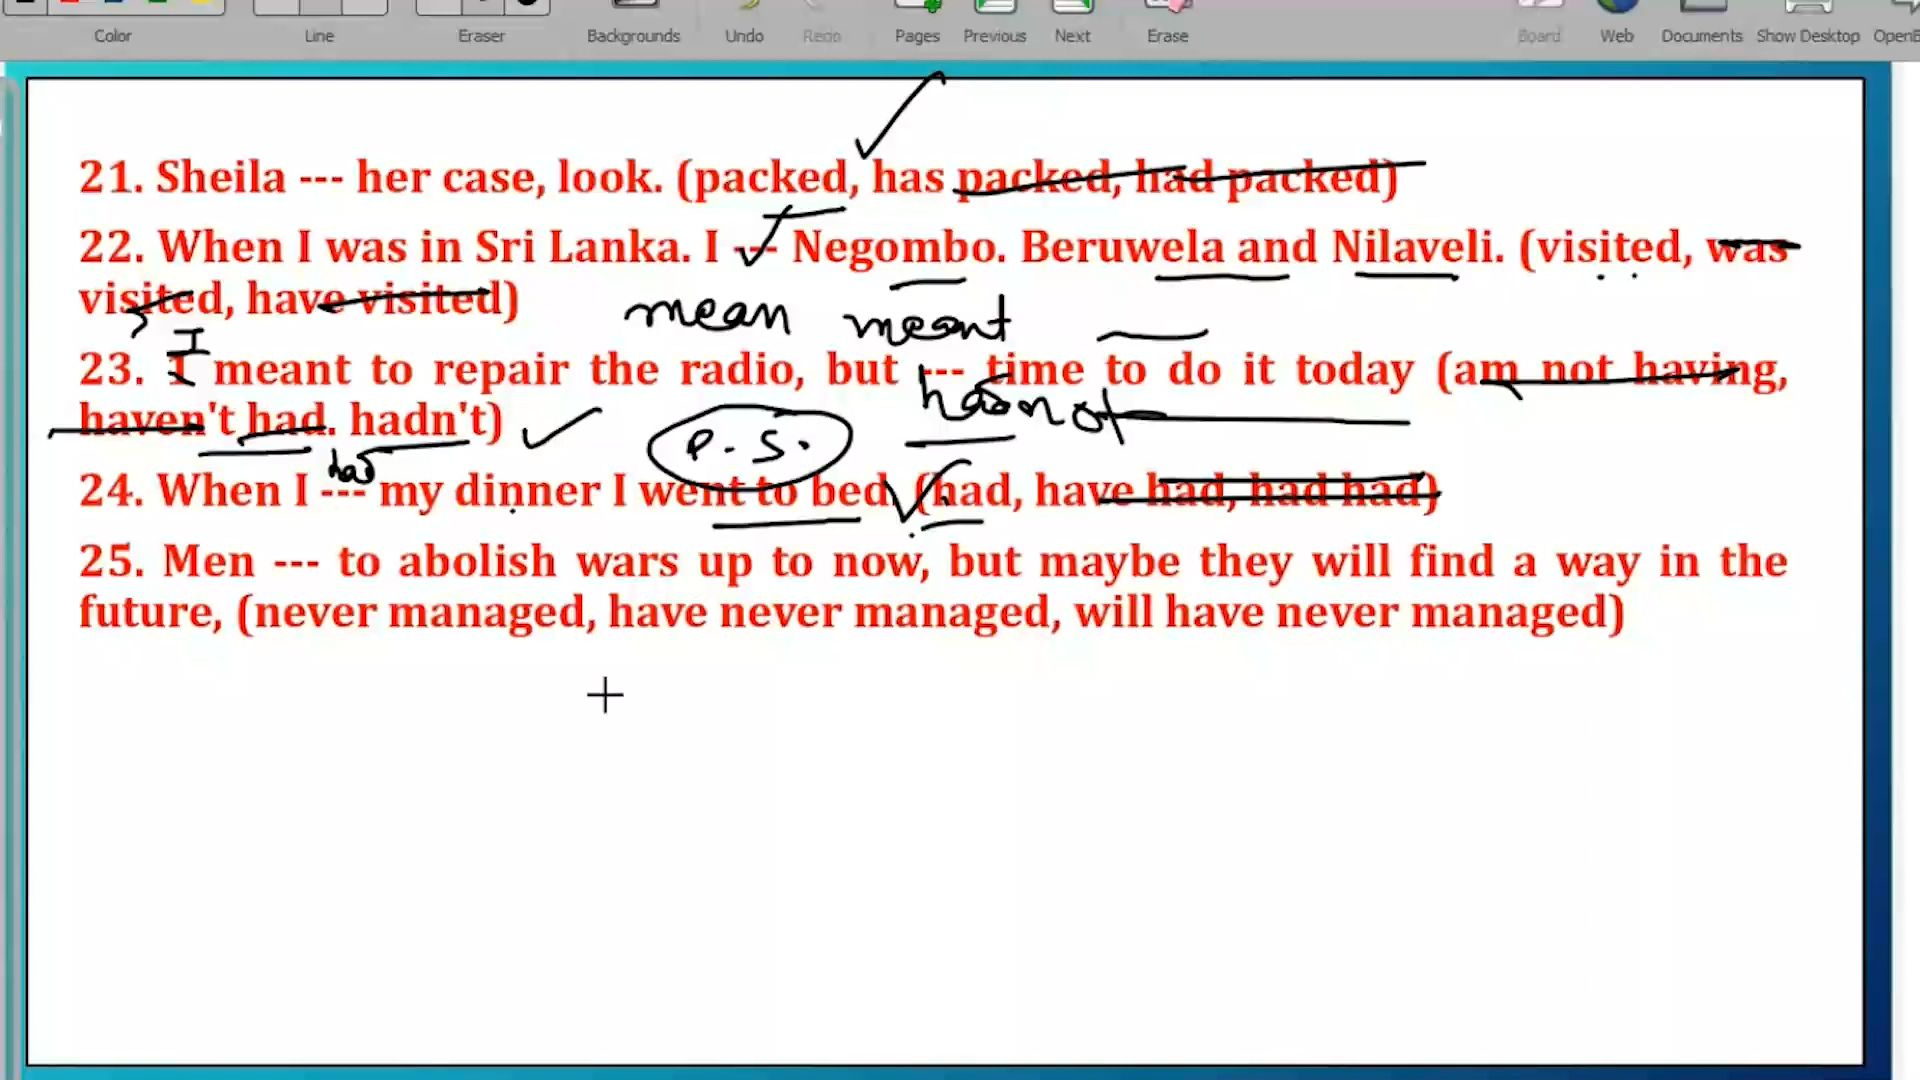 Color Line Eraser Backgrounds Undo Redo Pages Previous Next Erase Board Web Documents Show Desktop OpenB
21. Sheila --- her case, look. (packed, has packed, had packed)
22. When I was in Sri Lanka. I --- Negombo. Beruwela and Nilaveli. (visited, was
visited, have visited)
mean meant
I
23. I meant to repair the radio, but --- time to do it today (am not having,
has not
haven't had. hadn't)
P.S.
had
24. When I --- my dinner I went to bed. (had, have had, had had)
25. Men --- to abolish wars up to now, but maybe they will find a way in the
future, (never managed, have never managed, will have never managed)